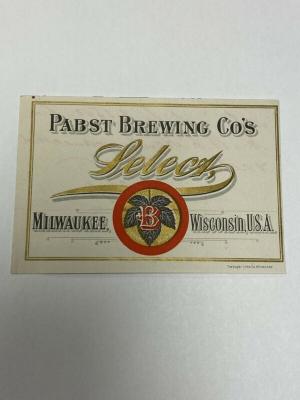 PABST BREWING CO'S
Select,
MILWAUKEE, B WISCONSIN, U.S.A.